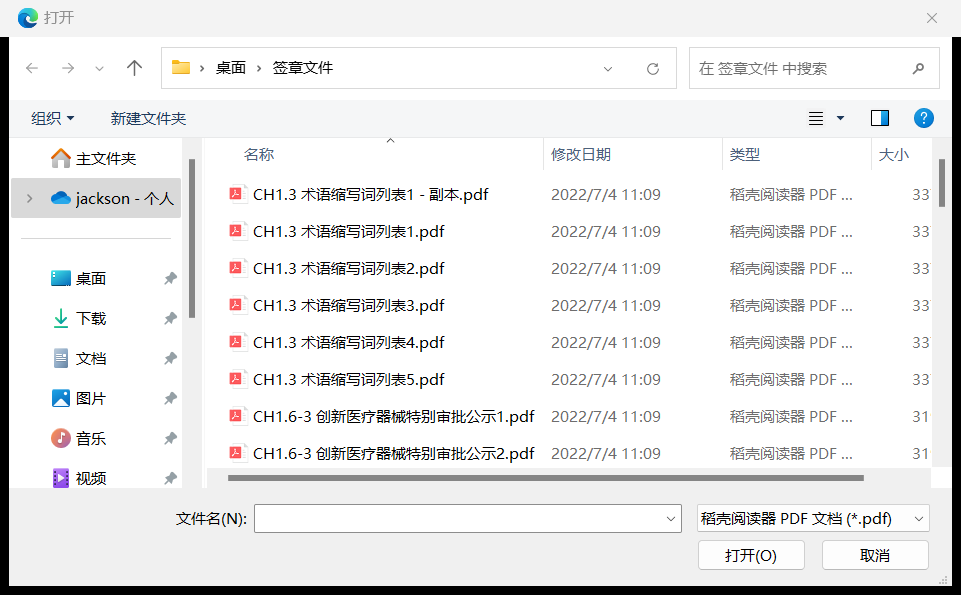 打开
桌面 签章文件
在 签章文件 中搜索
组织 新建文件夹
主文件夹
jackson - 个人
桌面
下载
文档
图片
音乐
视频
名称 修改日期 类型 大小
CH1.3 术语缩写词列表1 - 副本.pdf 2022/7/4 11:09 稻壳阅读器 PDF ... 33
CH1.3 术语缩写词列表1.pdf 2022/7/4 11:09 稻壳阅读器 PDF ... 33
CH1.3 术语缩写词列表2.pdf 2022/7/4 11:09 稻壳阅读器 PDF ... 33
CH1.3 术语缩写词列表3.pdf 2022/7/4 11:09 稻壳阅读器 PDF ... 33
CH1.3 术语缩写词列表4.pdf 2022/7/4 11:09 稻壳阅读器 PDF ... 33
CH1.3 术语缩写词列表5.pdf 2022/7/4 11:09 稻壳阅读器 PDF ... 33
CH1.6-3 创新医疗器械特别审批公示1.pdf 2022/7/4 11:09 稻壳阅读器 PDF ... 31
CH1.6-3 创新医疗器械特别审批公示2.pdf 2022/7/4 11:09 稻壳阅读器 PDF ... 31
文件名(N): 稻壳阅读器 PDF 文档 (*.pdf)
打开(O) 取消